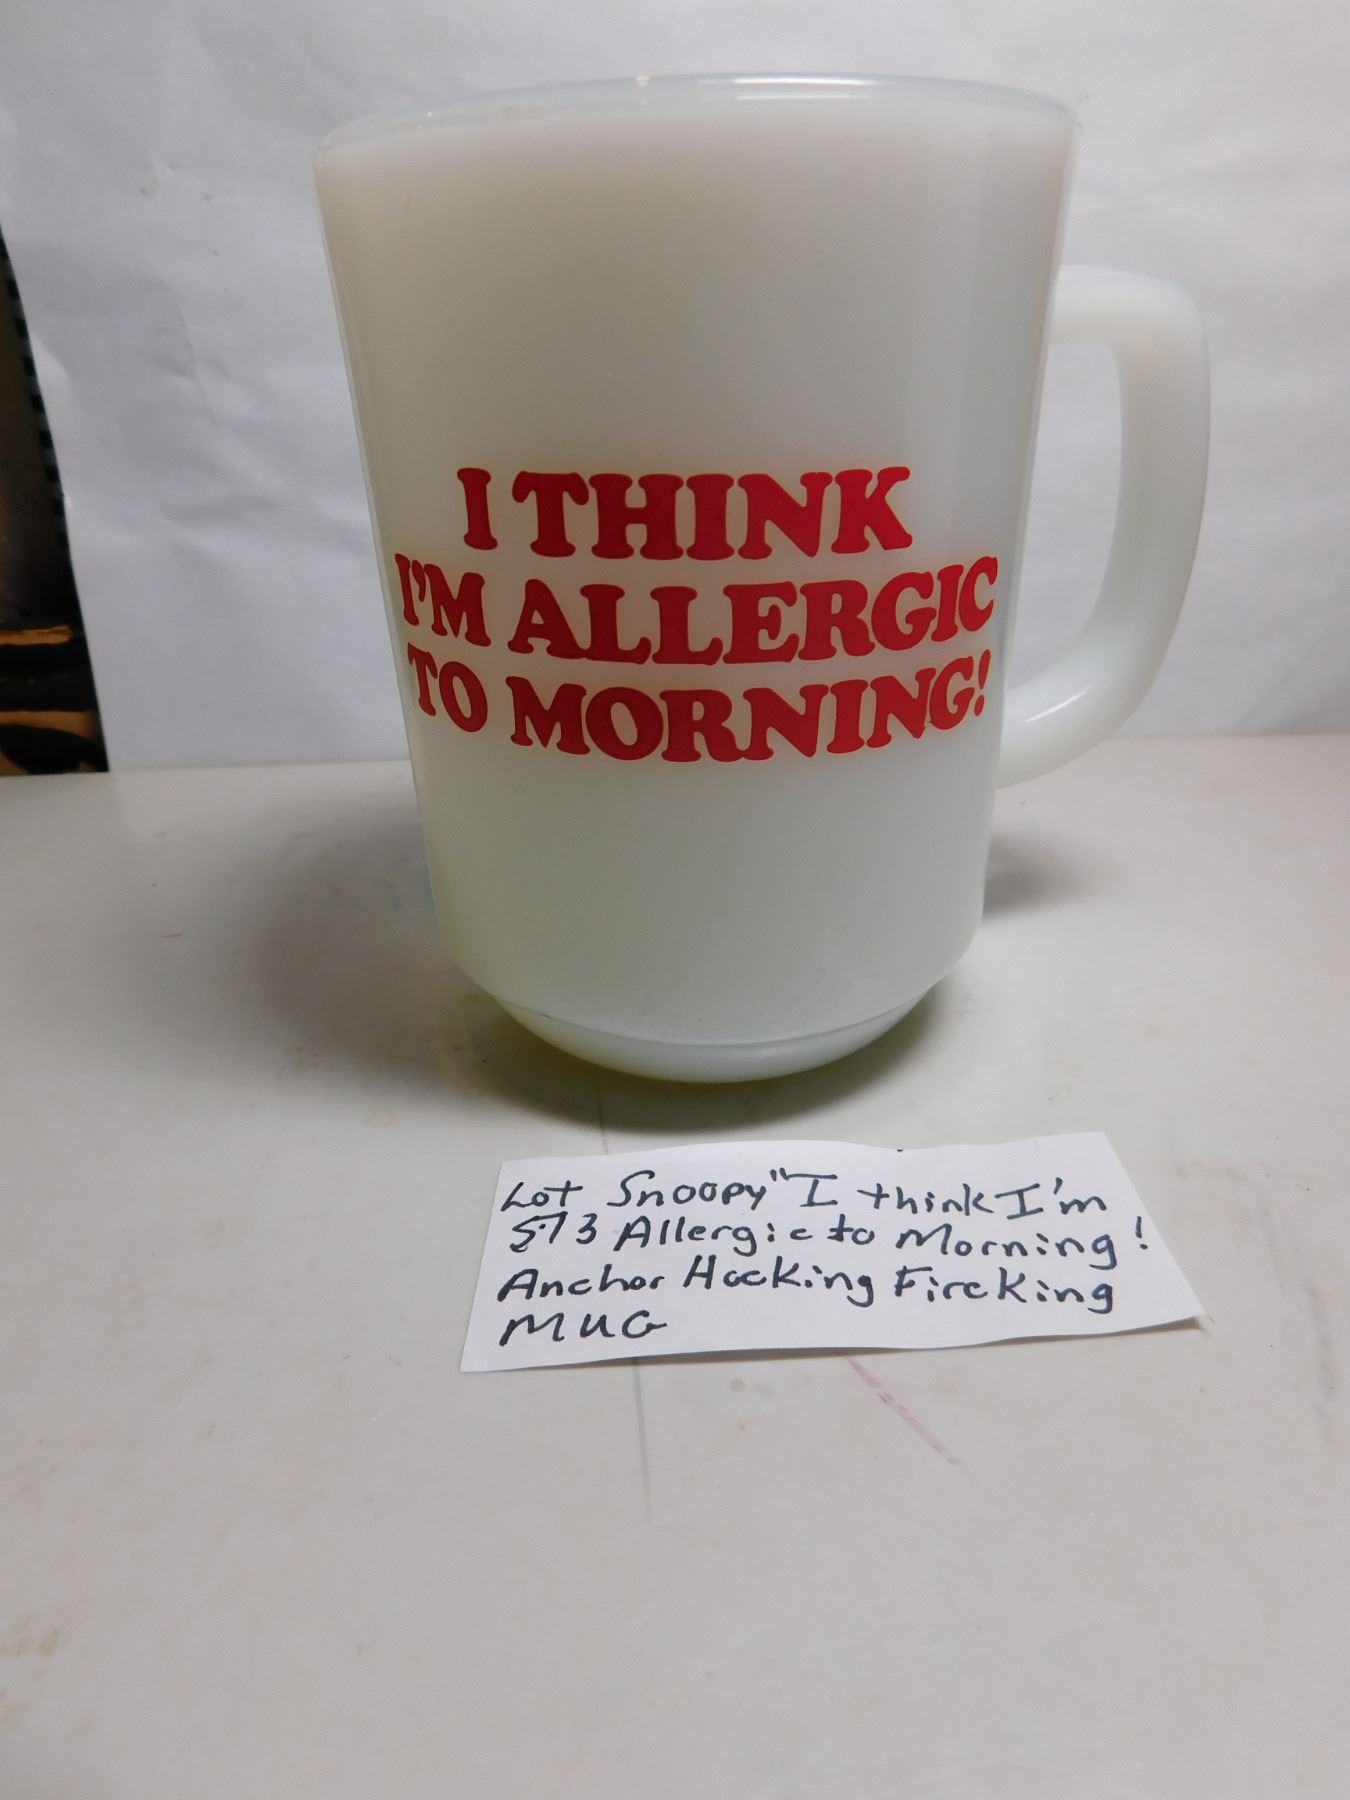 I THINK
I'M ALLERGIC
TO MORNING!
Lot Snoopy "I think I'm
573 Allergic to Morning!
Anchor Hocking Fireking
MUG